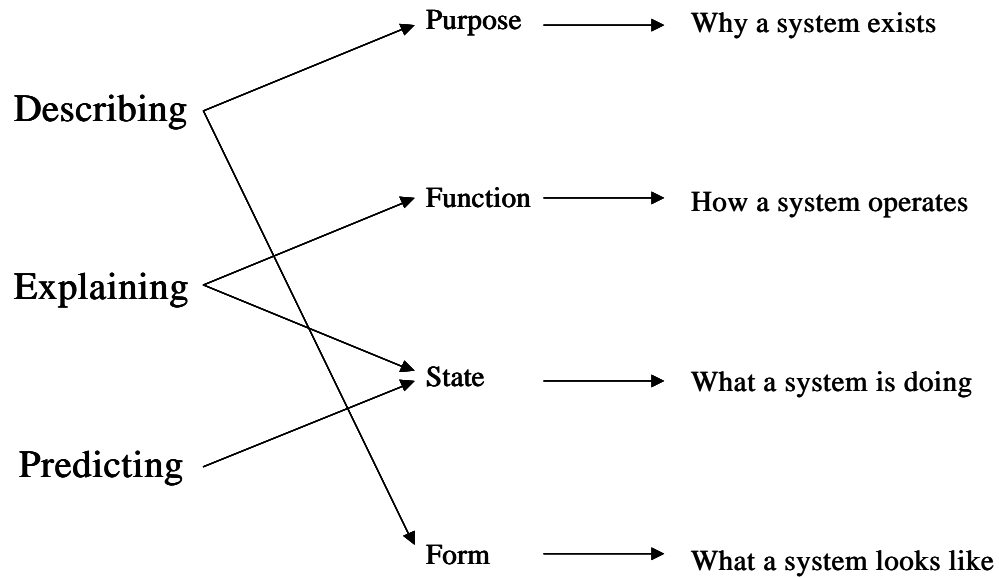 Purpose
Why a system exists
Describing
Function
How a system operates
Explaining
State
What a system is doing
Predicting
Form
What a system looks like